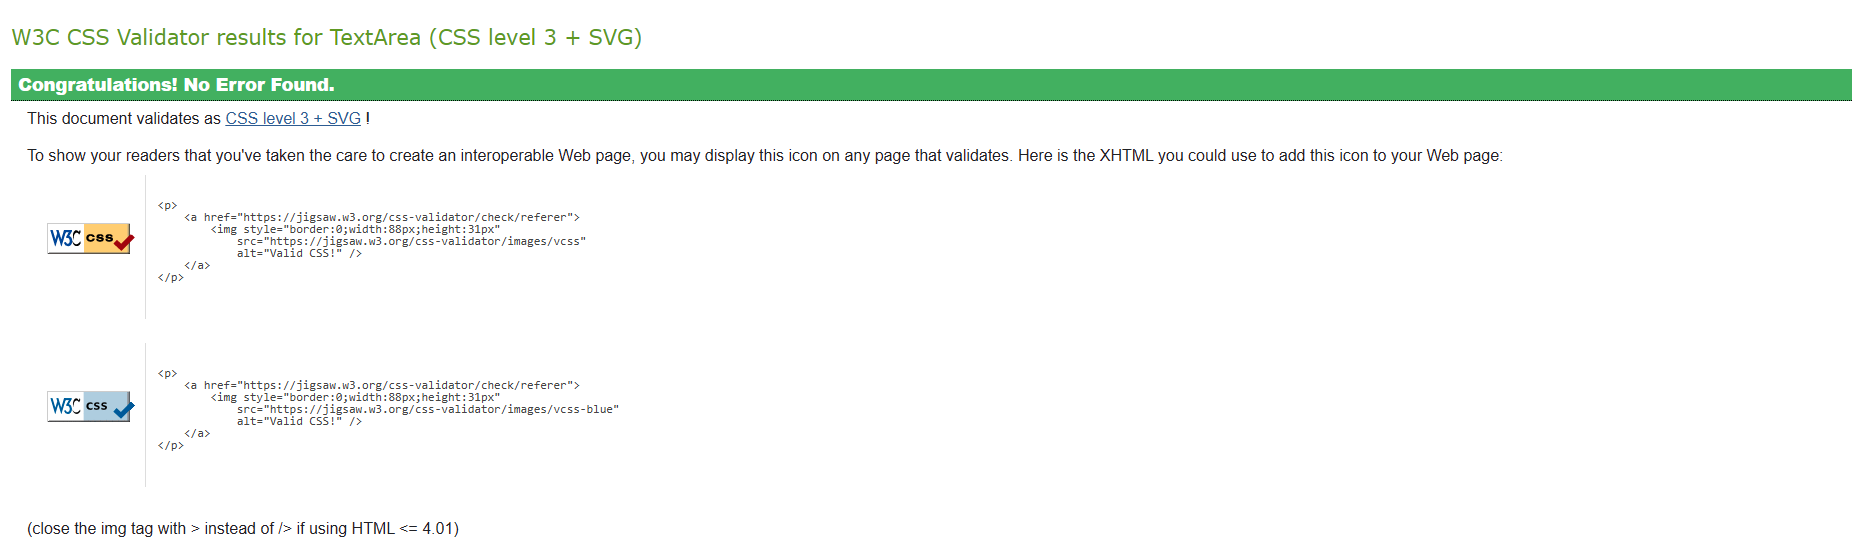 W3C CSS Validator results for TextArea (CSS level 3 + SVG)
Congratulations! No Error Found.
This document validates as CSS level 3 + SVG !
To show your readers that you've taken the care to create an interoperable Web page, you may display this icon on any page that validates. Here is the XHTML you could use to add this icon to your Web page:
W3C css
<p>
    <a href="https://jigsaw.w3.org/css-validator/check/referer">
        <img style="border:0;width:88px;height:31px"
            src="https://jigsaw.w3.org/css-validator/images/vcss"
            alt="Valid CSS!" />
    </a>
</p>
W3C css
<p>
    <a href="https://jigsaw.w3.org/css-validator/check/referer">
        <img style="border:0;width:88px;height:31px"
            src="https://jigsaw.w3.org/css-validator/images/vcss-blue"
            alt="Valid CSS!" />
    </a>
</p>
(close the img tag with > instead of /> if using HTML <= 4.01)